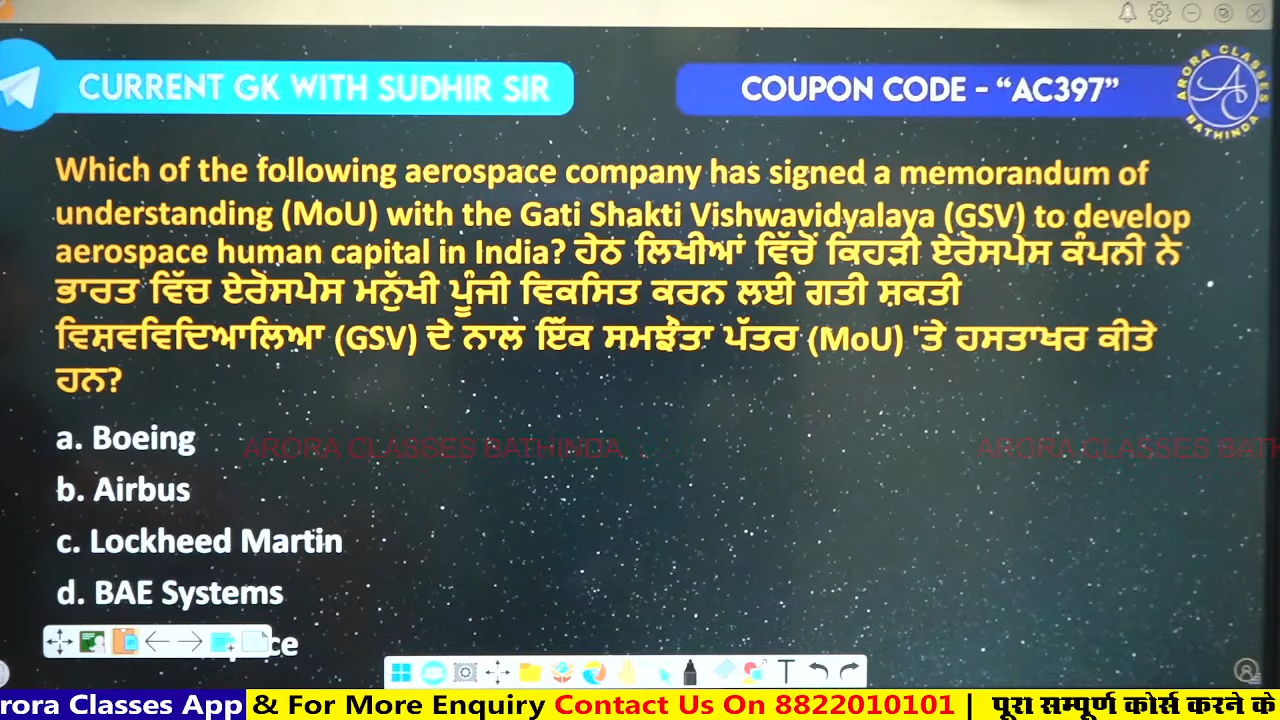 CURRENT GK WITH SUDHIR SIR
COUPON CODE - “AC397”
ARORA CLASSES
BATHINDA
Which of the following aerospace company has signed a memorandum of
understanding (MoU) with the Gati Shakti Vishwavidyalaya (GSV) to develop
aerospace human capital in India? ਹੇਠ ਲਿਖੀਆਂ ਵਿੱਚੋਂ ਕਿਹੜੀ ਏਰੋਸਪੇਸ ਕੰਪਨੀ ਨੇ
ਭਾਰਤ ਵਿੱਚ ਏਰੋਸਪੇਸ ਮਨੁੱਖੀ ਪੂੰਜੀ ਵਿਕਸਿਤ ਕਰਨ ਲਈ ਗਤੀ ਸ਼ਕਤੀ
ਵਿਸ਼ਵਵਿਦਿਆਲਿਆ (GSV) ਦੇ ਨਾਲ ਇੱਕ ਸਮਝੌਤਾ ਪੱਤਰ (MoU) 'ਤੇ ਹਸਤਾਖਰ ਕੀਤੇ
ਹਨ?
a. Boeing
ARORA CLASSES BATHINDA
ARORA CLASSES BATH
b. Airbus
c. Lockheed Martin
d. BAE Systems
rora Classes App & For More Enquiry Contact Us On 8822010101 | पूरा सम्पूर्ण कोर्स करने के